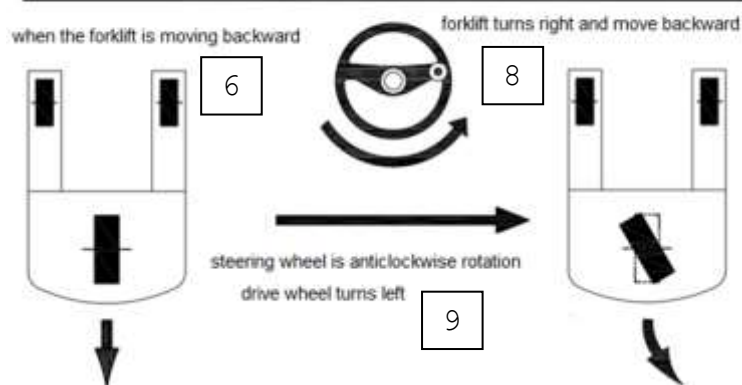 when the forklift is moving backward
forklift turns right and move backward
6
8
steering wheel is anticlockwise rotation
drive wheel turns left
9